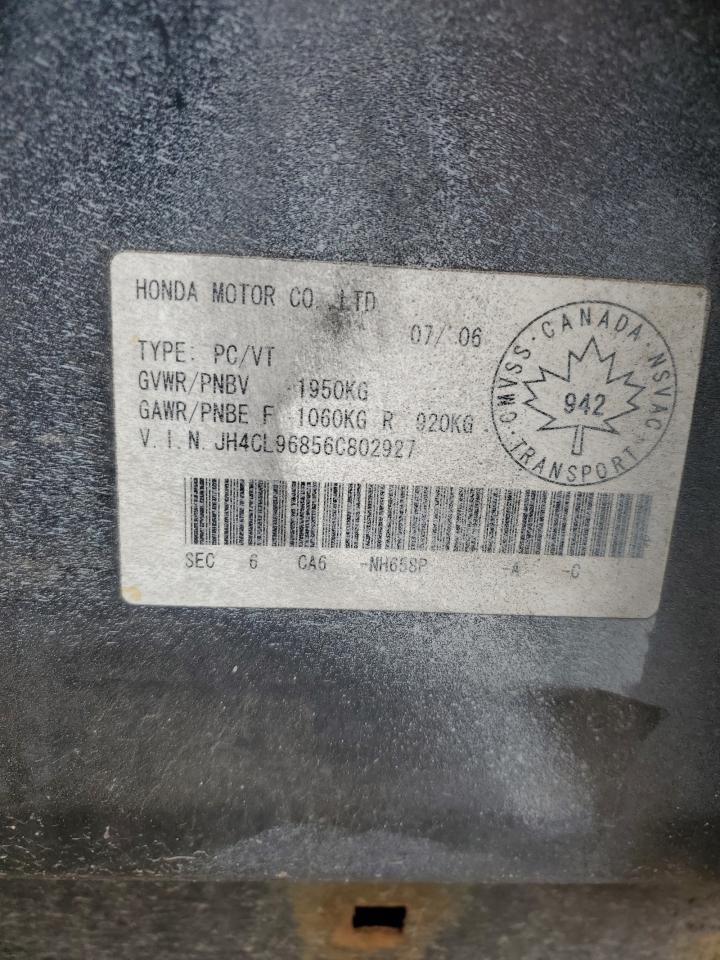 HONDA MOTOR CO. LTD
07/ 06
TYPE: PC/VT
GVWR/PNBV 1950KG
GAWR/PNBE F 1060KG R 920KG
V.I.N. JH4CL96856C802927
SEC 6 CA6 -NH658P -A -C
CMVSS · CANADA · NSVAC · TRANSPORT ·
942